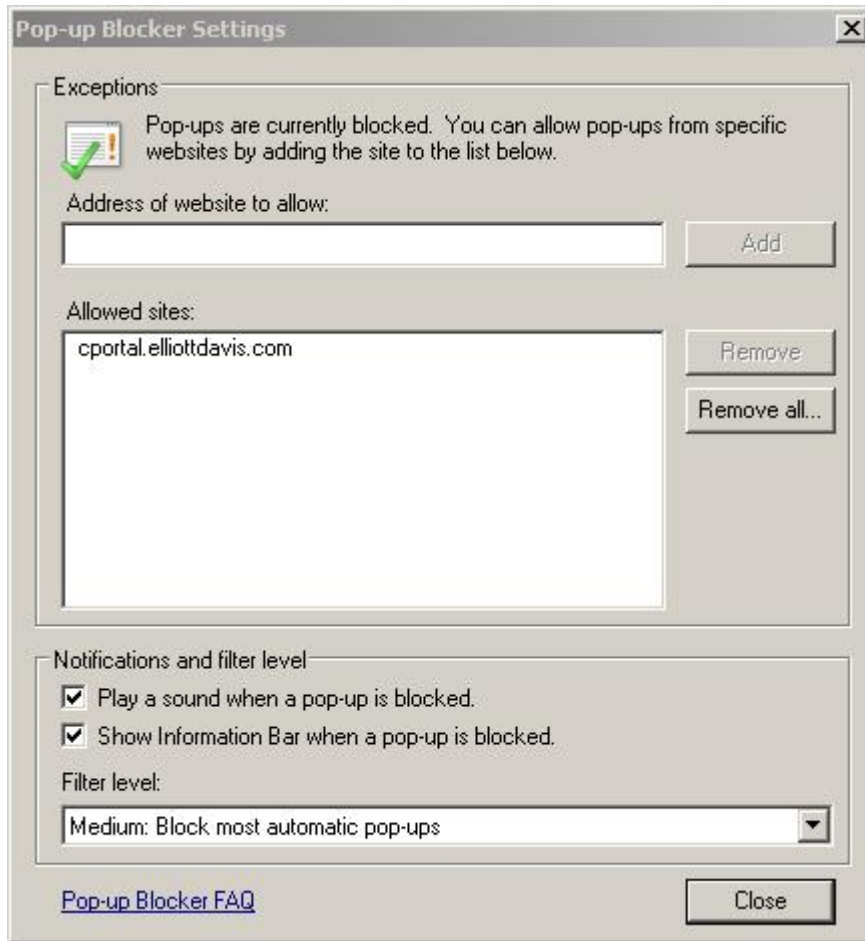 Pop-up Blocker Settings
Exceptions
Pop-ups are currently blocked.  You can allow pop-ups from specific
websites by adding the site to the list below.
Address of website to allow:
Add
Allowed sites:
cportal.elliottdavis.com
Remove
Remove all...
Notifications and filter level
Play a sound when a pop-up is blocked.
Show Information Bar when a pop-up is blocked.
Filter level:
Medium: Block most automatic pop-ups
Pop-up Blocker FAQ
Close